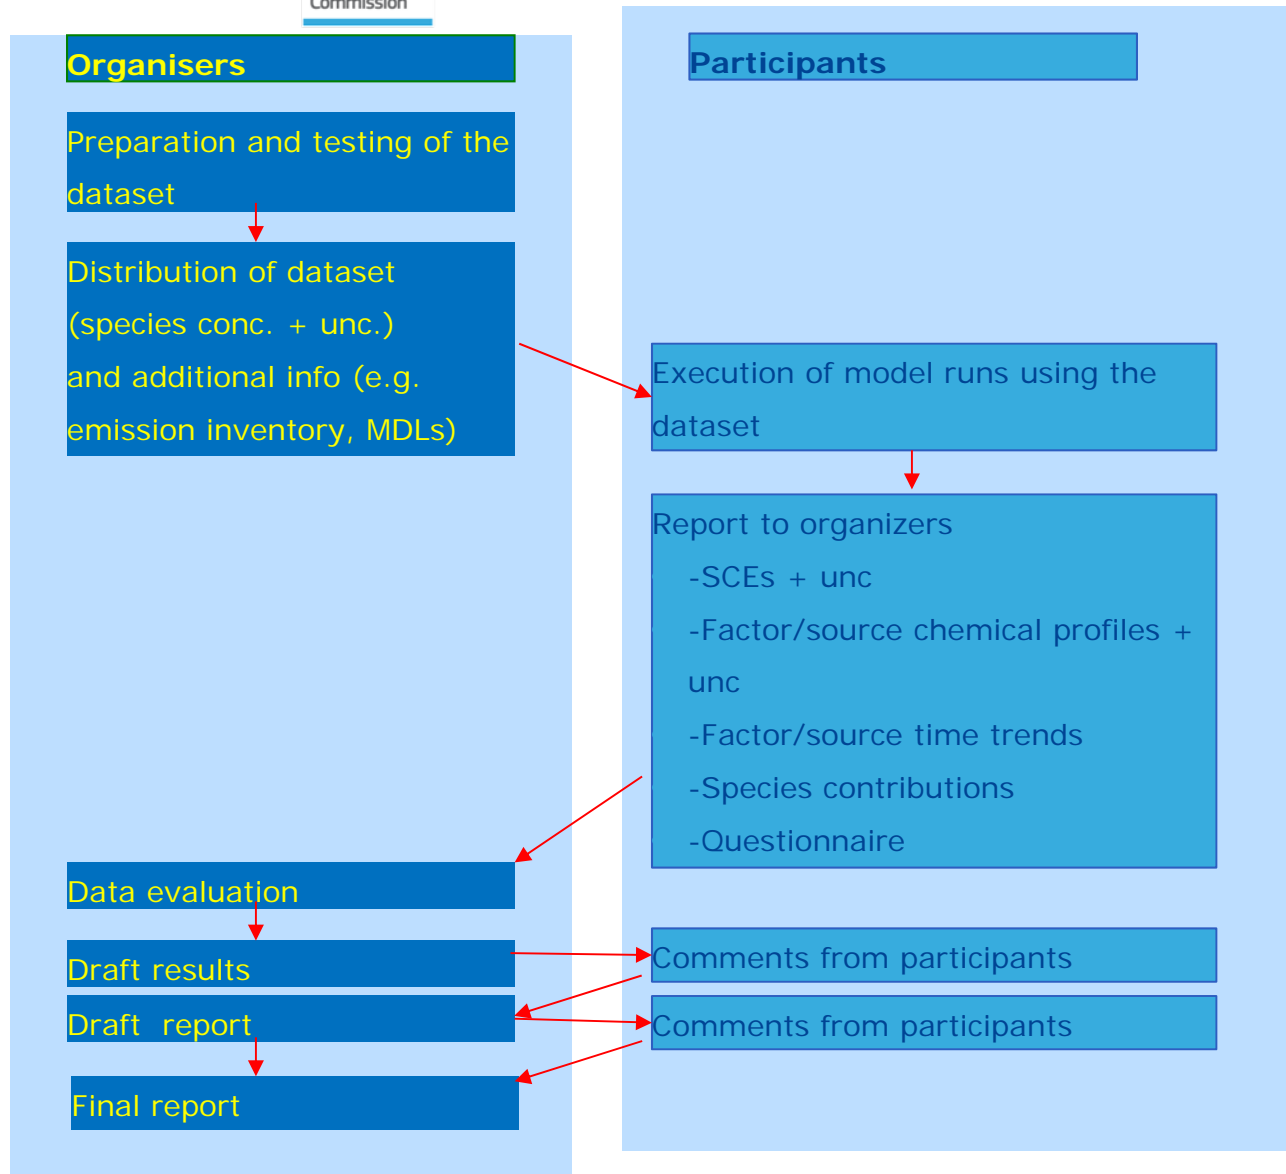 Commission
Organisers
Participants
Preparation and testing of the
dataset
Distribution of dataset
(species conc. + unc.)
and additional info (e.g.
emission inventory, MDLs)
Execution of model runs using the
dataset
Report to organizers
-SCEs + unc
-Factor/source chemical profiles +
unc
-Factor/source time trends
-Species contributions
-Questionnaire
Data evaluation
Draft results
Comments from participants
Draft report
Comments from participants
Final report